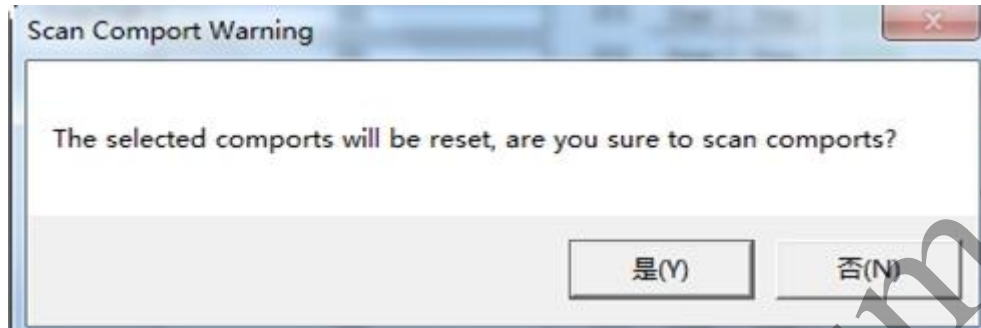 Scan Comport Warning
The selected comports will be reset, are you sure to scan comports?
是(Y)
否(N)